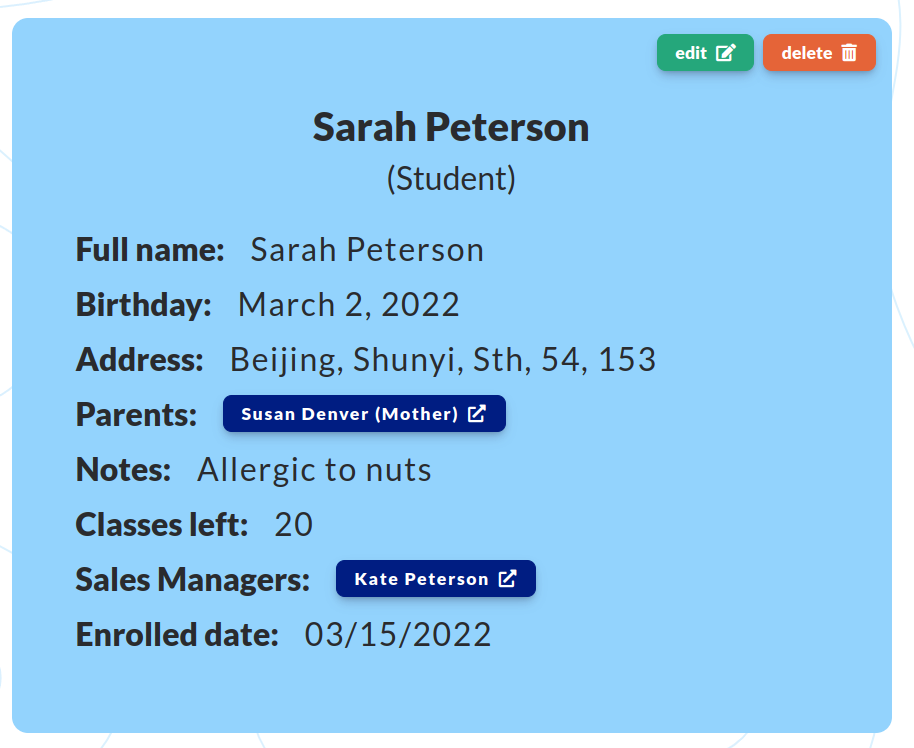 edit
delete
Sarah Peterson
(Student)
Full name: Sarah Peterson
Birthday: March 2, 2022
Address: Beijing, Shunyi, Sth, 54, 153
Parents: Susan Denver (Mother)
Notes: Allergic to nuts
Classes left: 20
Sales Managers: Kate Peterson
Enrolled date: 03/15/2022